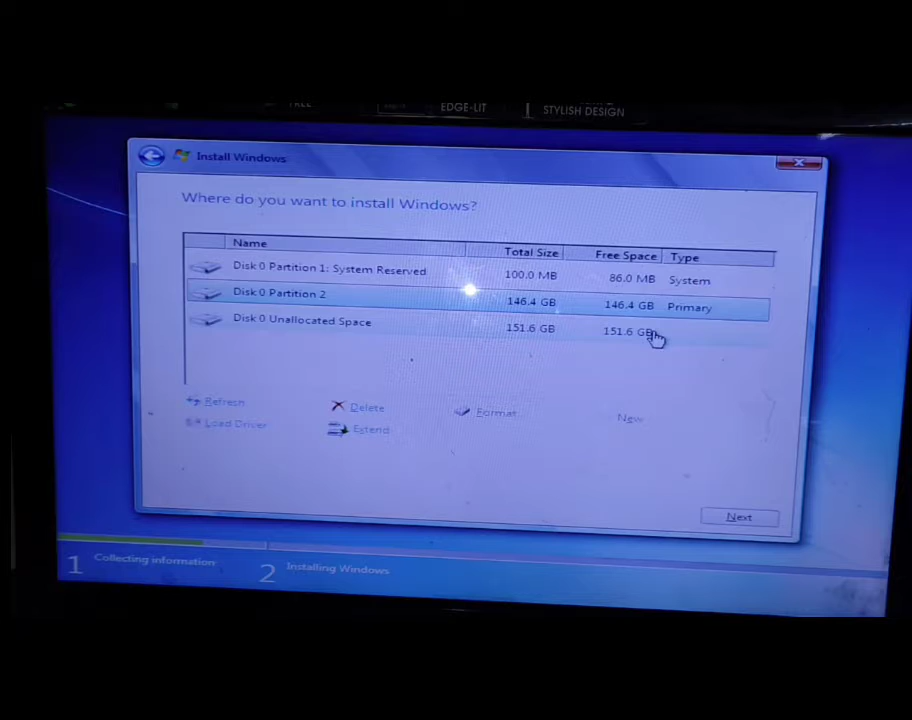 EDGE-LIT
STYLISH DESIGN
Install Windows
Where do you want to install Windows?
Name Total Size Free Space Type
Disk 0 Partition 1: System Reserved 100.0 MB 86.0 MB System
Disk 0 Partition 2 146.4 GB 146.4 GB Primary
Disk 0 Unallocated Space 151.6 GB 151.6 GB
Refresh Delete Format New
Load Driver Extend
Next
1 Collecting information 2 Installing Windows